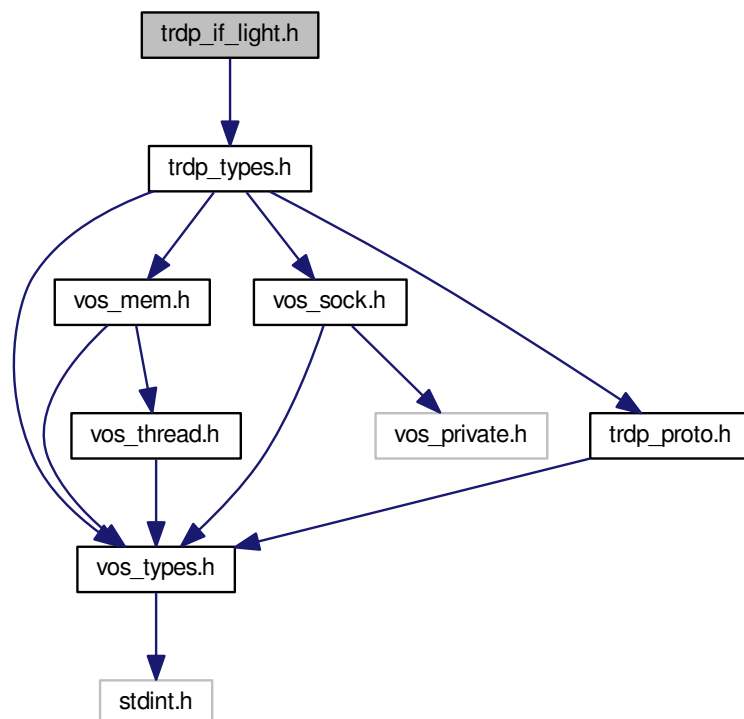 trdp_if_light.h
trdp_types.h
vos_mem.h
vos_sock.h
vos_thread.h
vos_private.h
trdp_proto.h
vos_types.h
stdint.h